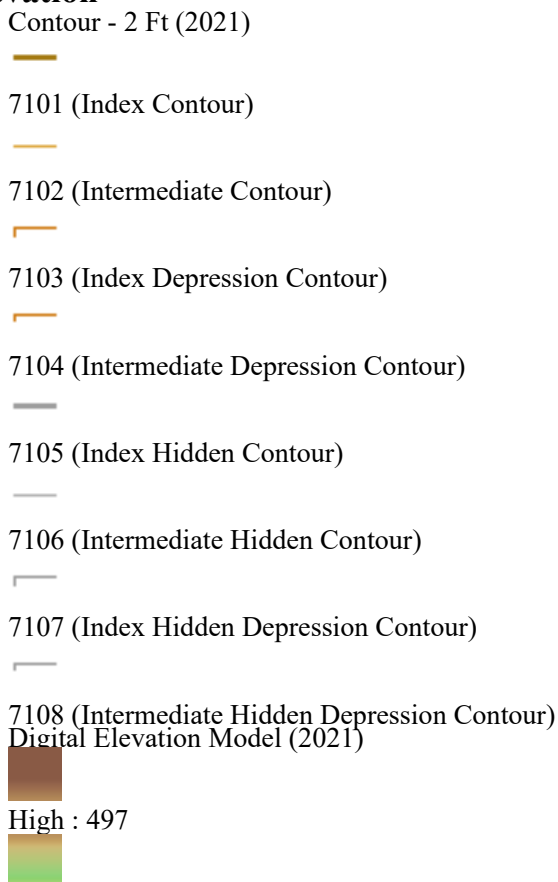 Contour - 2 Ft (2021)
7101 (Index Contour)
7102 (Intermediate Contour)
7103 (Index Depression Contour)
7104 (Intermediate Depression Contour)
7105 (Index Hidden Contour)
7106 (Intermediate Hidden Contour)
7107 (Index Hidden Depression Contour)
7108 (Intermediate Hidden Depression Contour)
Digital Elevation Model (2021)
High : 497